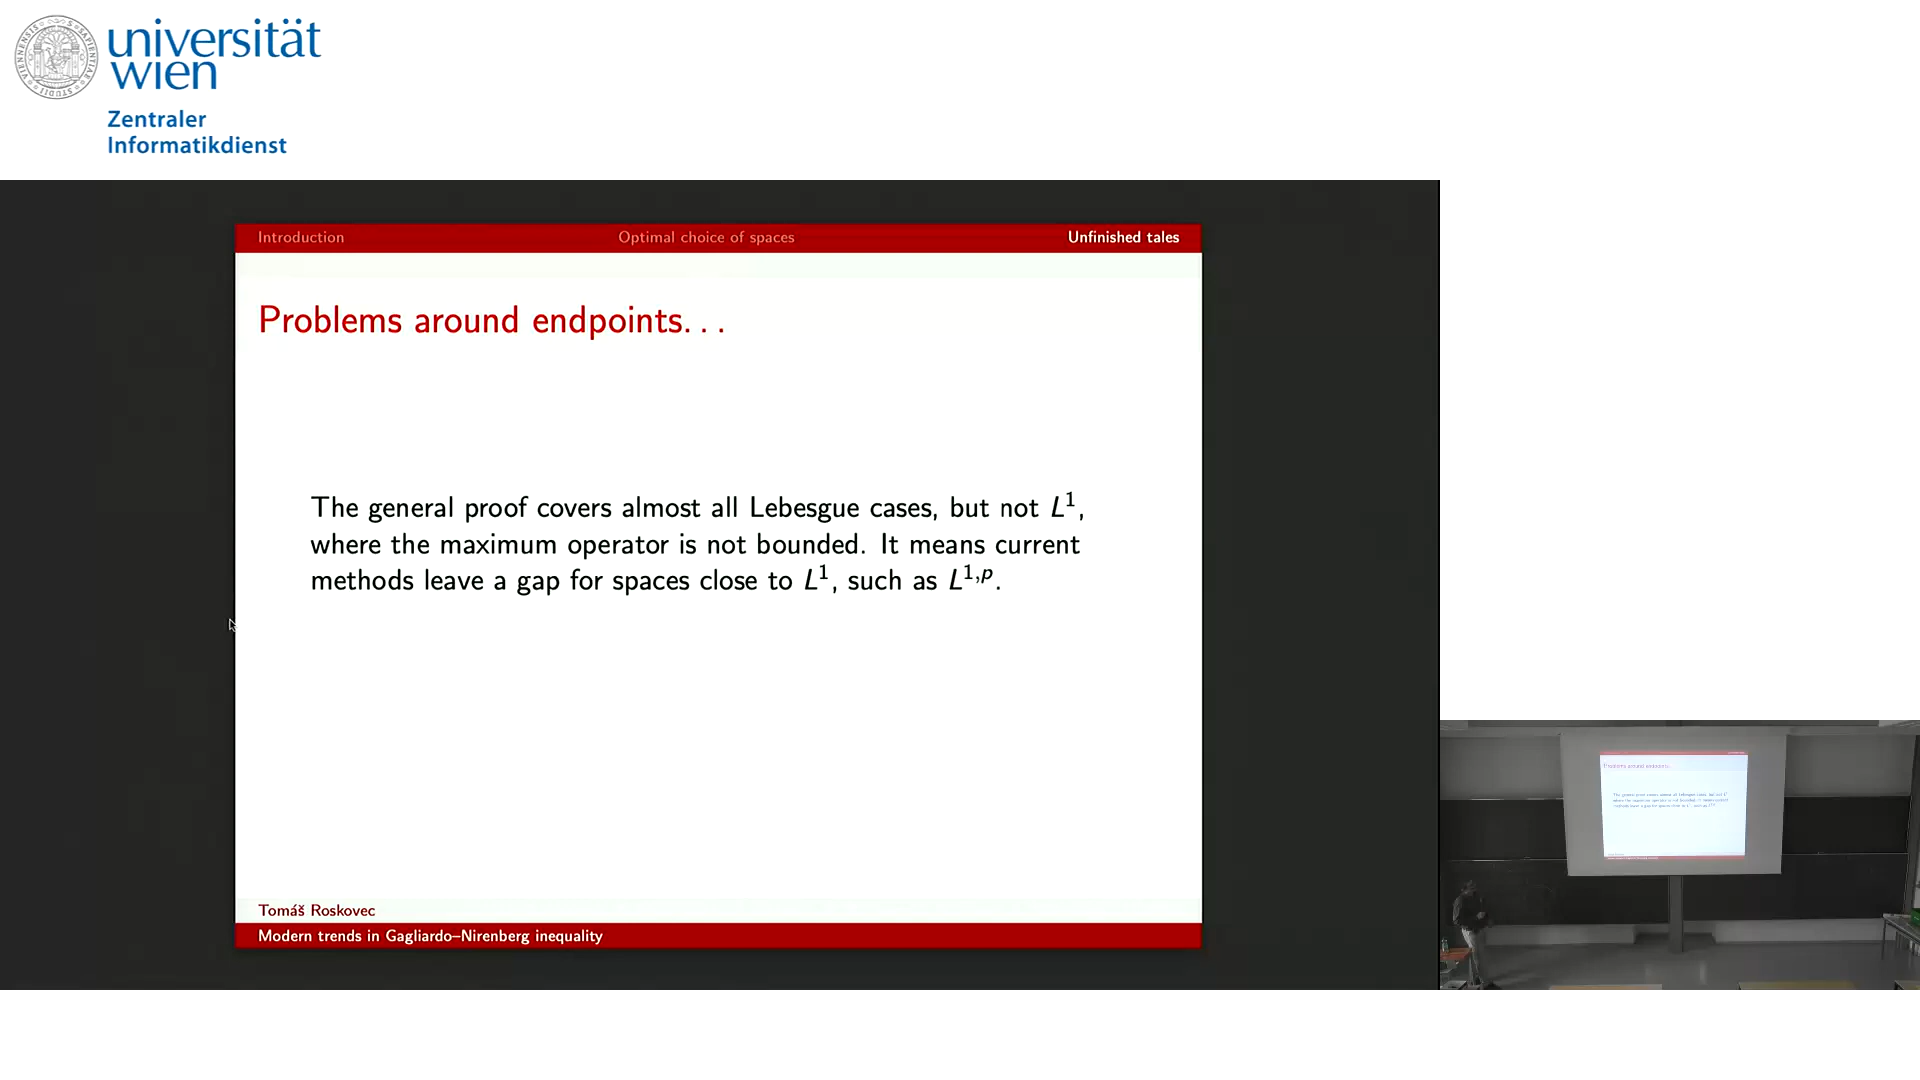 universität
wien
Zentraler
Informatikdienst
Introduction Optimal choice of spaces Unfinished tales
Problems around endpoints. . .
The general proof covers almost all Lebesgue cases, but not L¹,
where the maximum operator is not bounded. It means current
methods leave a gap for spaces close to L¹, such as L¹,ᵖ.
Tomáš Roskovec
Modern trends in Gagliardo–Nirenberg inequality